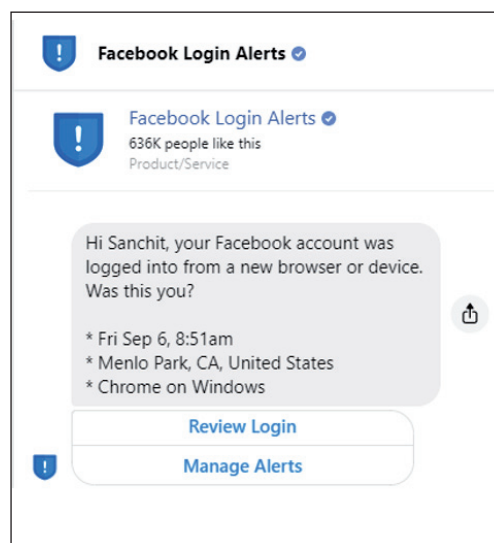 Facebook Login Alerts
Facebook Login Alerts
636K people like this
Product/Service
Hi Sanchit, your Facebook account was
logged into from a new browser or device.
Was this you?
* Fri Sep 6, 8:51am
* Menlo Park, CA, United States
* Chrome on Windows
Review Login
Manage Alerts